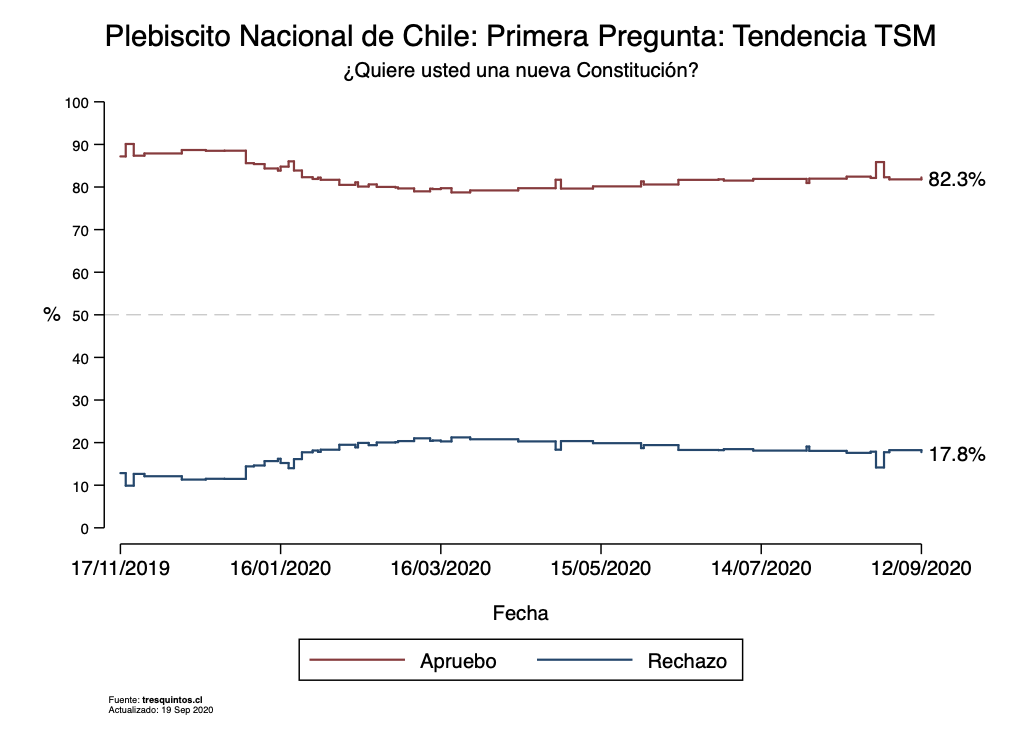 Plebiscito Nacional de Chile: Primera Pregunta: Tendencia TSM
¿Quiere usted una nueva Constitución?
100
90
80
70
60
% 50
40
30
20
10
0
82.3%
17.8%
17/11/2019 16/01/2020 16/03/2020 15/05/2020 14/07/2020 12/09/2020
Fecha
Apruebo Rechazo
Fuente: tresquintos.cl
Actualizado: 19 Sep 2020